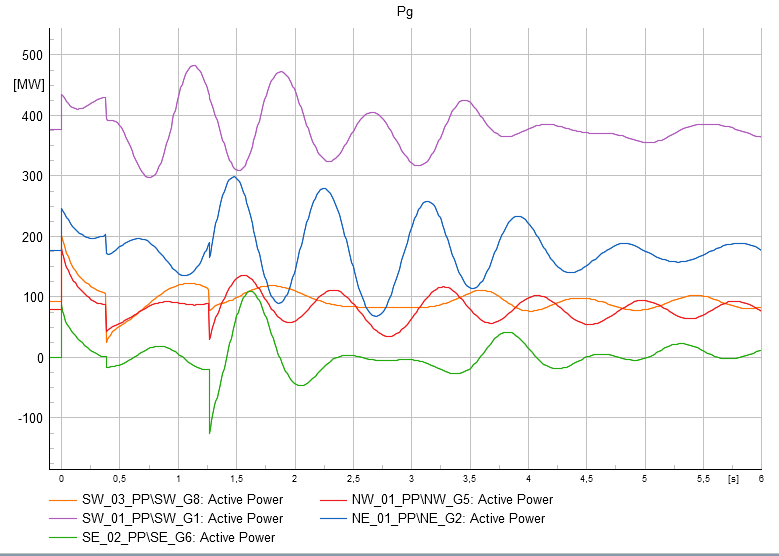 Pg
500
[MW]
400
300
200
100
0
-100
0 0,5 1 1,5 2 2,5 3 3,5 4 4,5 5 5,5 [s] 6
SW_03_PP\SW_G8: Active Power NW_01_PP\NW_G5: Active Power
SW_01_PP\SW_G1: Active Power NE_01_PP\NE_G2: Active Power
SE_02_PP\SE_G6: Active Power